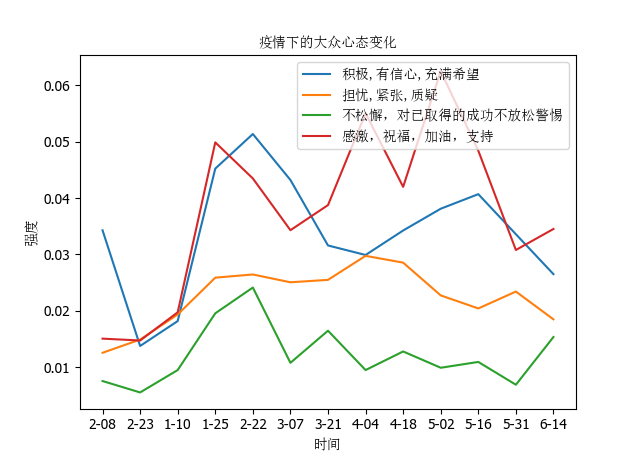 疫情下的大众心态变化
积极,有信心,充满希望
担忧,紧张,质疑
不松懈，对已取得的成功不放松警惕
感激，祝福，加油，支持
强度
0.06
0.05
0.04
0.03
0.02
0.01
2-08 2-23 1-10 1-25 2-22 3-07 3-21 4-04 4-18 5-02 5-16 5-31 6-14
时间